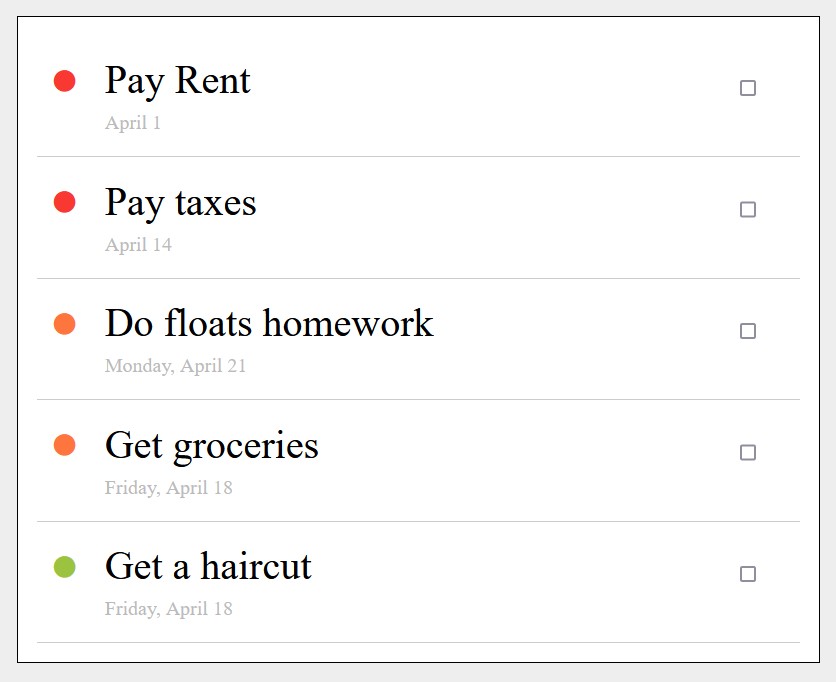 Pay Rent
April 1
Pay taxes
April 14
Do floats homework
Monday, April 21
Get groceries
Friday, April 18
Get a haircut
Friday, April 18